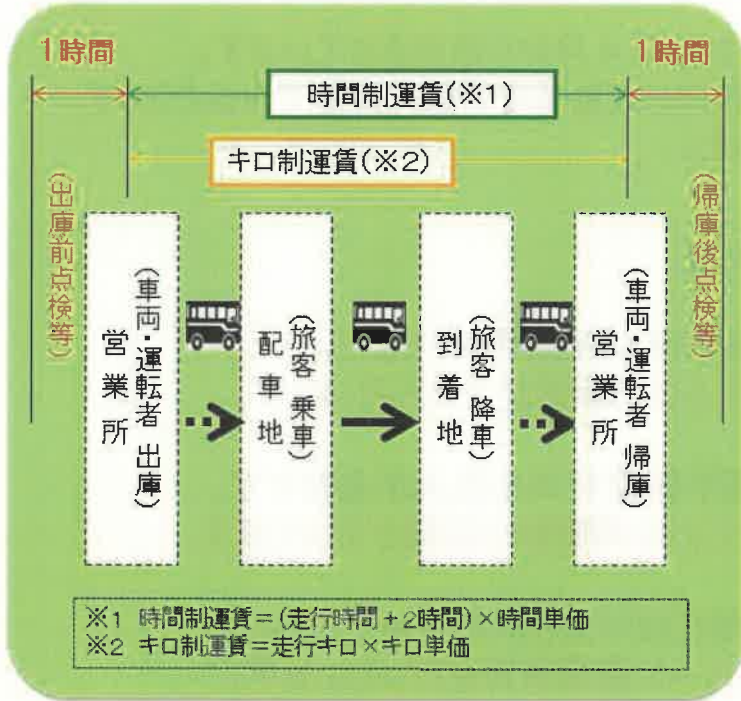 1時間
1時間
時間制運賃(※1)
キロ制運賃(※2)
(出庫前点検等)
営業所
(車両・運転者 出庫)
配車地
(旅客 乗車)
到着地
(旅客 降車)
営業所
(車両・運転者 帰庫)
(帰庫後点検等)
※1 時間制運賃＝(走行時間＋2時間)×時間単価
※2 キロ制運賃＝走行キロ×キロ単価